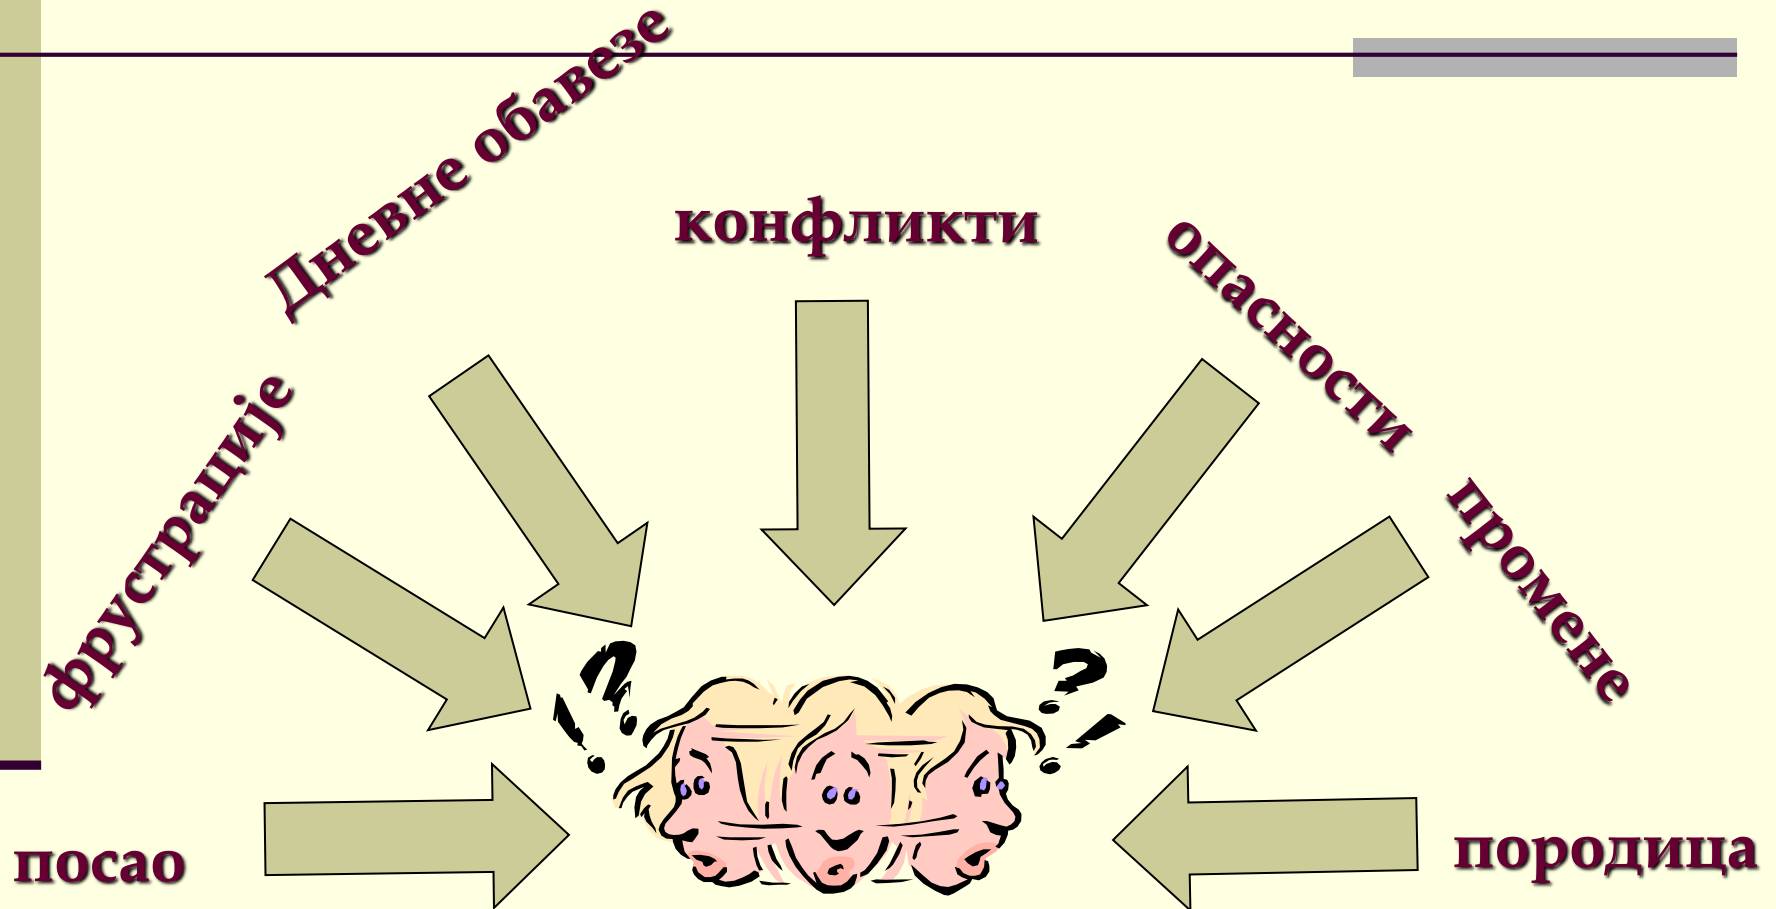 Дневне обавезе
конфликти
опасности
фрустрације
промене
посао
породица